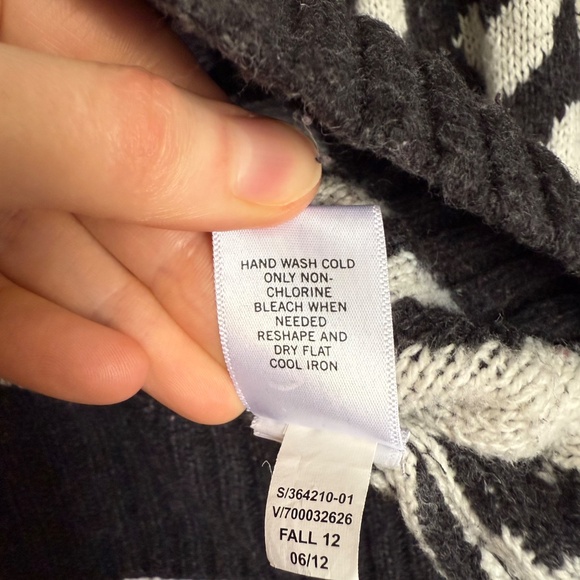 HAND WASH COLD
ONLY NON-
CHLORINE
BLEACH WHEN
NEEDED
RESHAPE AND
DRY FLAT
COOL IRON
S/364210-01
V/700032626
FALL 12
06/12